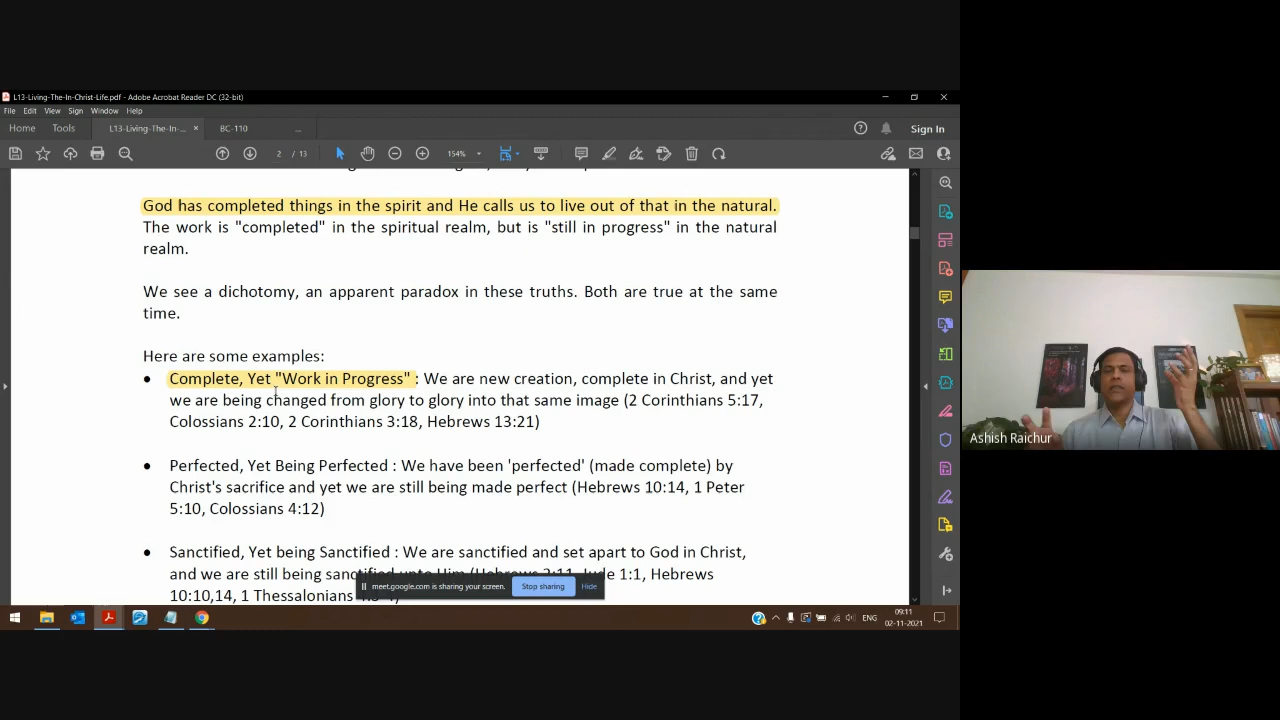 L13-Living-The-In-Christ-Life.pdf - Adobe Acrobat Reader DC (32-bit)
File Edit View Sign Window Help
Home Tools L13-Living-The-In-... × BC-110 ... Sign In
2 / 13 154%
God has completed things in the spirit and He calls us to live out of that in the natural.
The work is "completed" in the spiritual realm, but is "still in progress" in the natural
realm.
We see a dichotomy, an apparent paradox in these truths. Both are true at the same
time.
Here are some examples:
• Complete, Yet "Work in Progress" : We are new creation, complete in Christ, and yet
we are being changed from glory to glory into that same image (2 Corinthians 5:17,
Colossians 2:10, 2 Corinthians 3:18, Hebrews 13:21)
• Perfected, Yet Being Perfected : We have been 'perfected' (made complete) by
Christ's sacrifice and yet we are still being made perfect (Hebrews 10:14, 1 Peter
5:10, Colossians 4:12)
• Sanctified, Yet being Sanctified : We are sanctified and set apart to God in Christ,
and we are still being sanctified unto Him (Hebrews 2:11, Jude 1:1, Hebrews
10:10,14, 1 Thessalonians
meet.google.com is sharing your screen. Stop sharing Hide
Ashish Raichur
ENG
09:11
02-11-2021